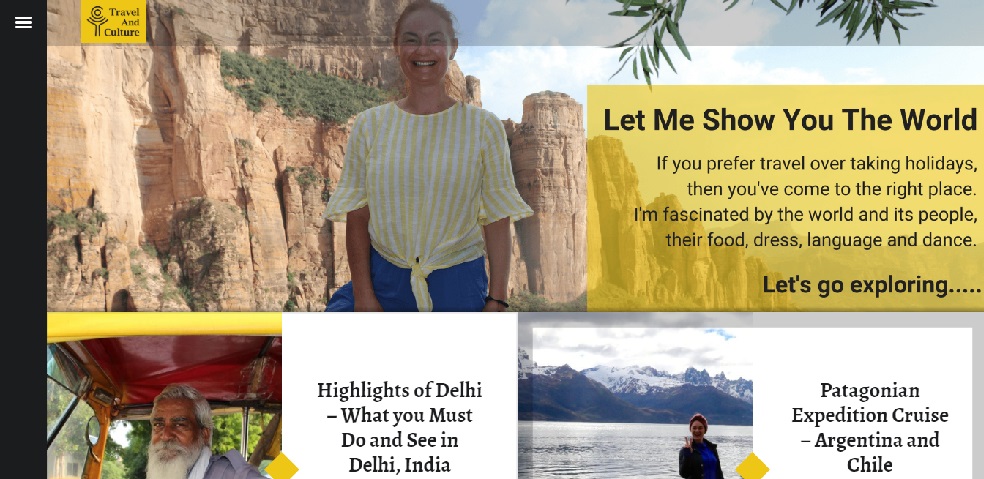 Travel
And
Culture
Let Me Show You The World
If you prefer travel over taking holidays,
then you've come to the right place.
I'm fascinated by the world and its people,
their food, dress, language and dance.
Let's go exploring.....
Highlights of Delhi
– What you Must
Do and See in
Delhi, India
Patagonian
Expedition Cruise
– Argentina and
Chile